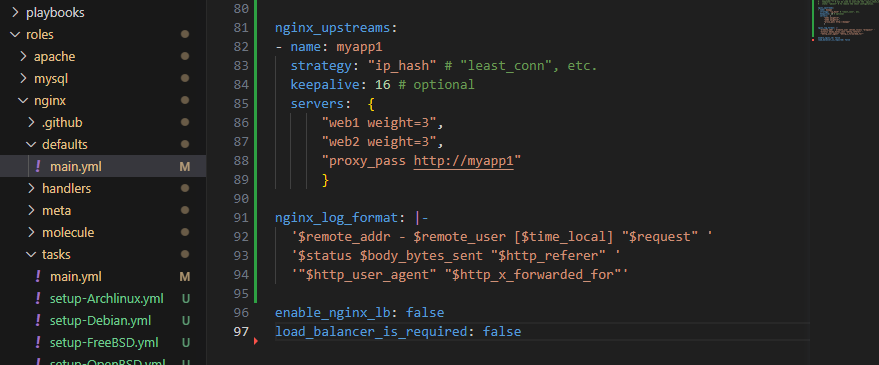 playbooks
roles
apache
mysql
nginx
.github
defaults
! main.yml M
handlers
meta
molecule
tasks
! main.yml M
! setup-Archlinux.yml U
! setup-Debian.yml U
! setup-FreeBSD.yml U
! setup-OpenBSD.yml U
80
81 nginx_upstreams:
82 - name: myapp1
83 strategy: "ip_hash" # "least_conn", etc.
84 keepalive: 16 # optional
85 servers:  {
86 "web1 weight=3",
87 "web2 weight=3",
88 "proxy_pass http://myapp1"
89 }
90
91 nginx_log_format: |-
92 '$remote_addr - $remote_user [$time_local] "$request" '
93 '$status $body_bytes_sent "$http_referer" '
94 '"$http_user_agent" "$http_x_forwarded_for"'
95
96 enable_nginx_lb: false
97 load_balancer_is_required: false